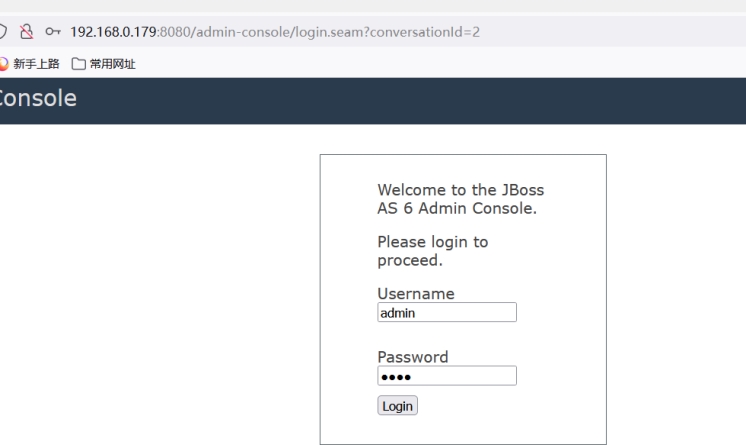 192.168.0.179:8080/admin-console/login.seam?conversationId=2
新手上路 常用网址
Console
Welcome to the JBoss
AS 6 Admin Console.
Please login to
proceed.
Username
admin
Password
••••
Login